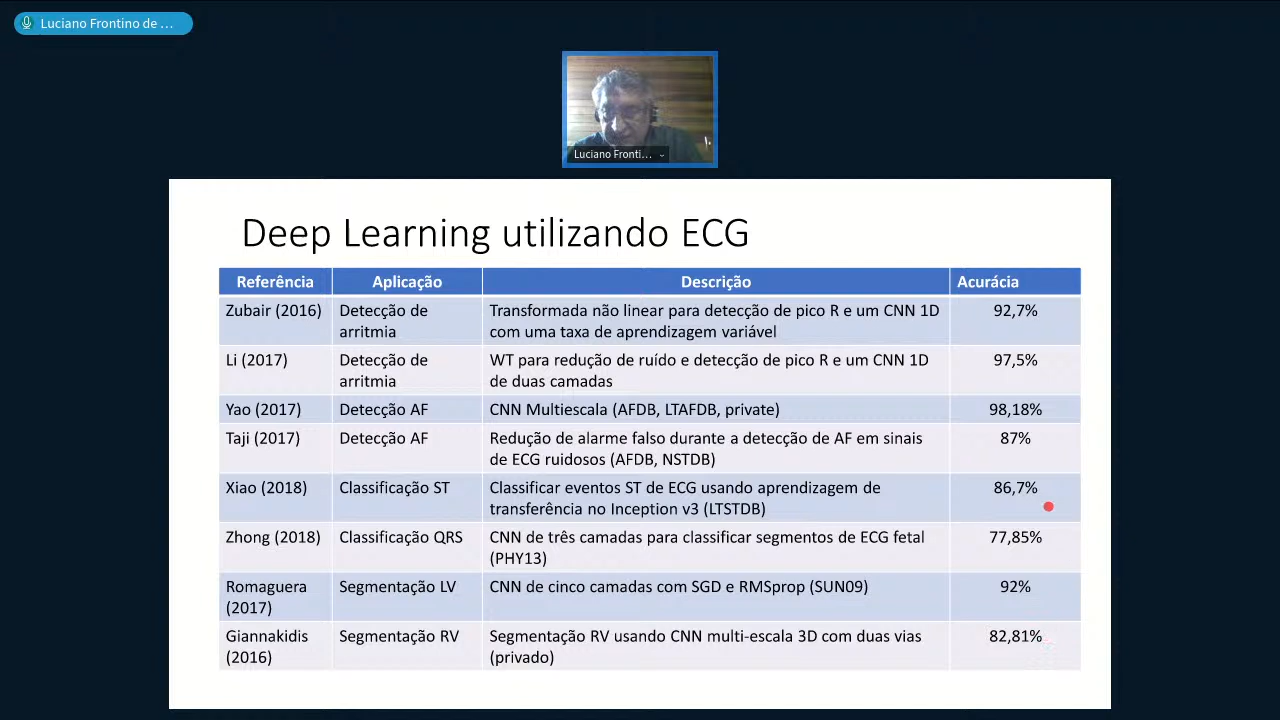 Luciano Frontino de ...
Luciano Fronti...
Deep Learning utilizando ECG
Referência Aplicação Descrição Acurácia
Zubair (2016) Detecção de arritmia Transformada não linear para detecção de pico R e um CNN 1D com uma taxa de aprendizagem variável 92,7%
Li (2017) Detecção de arritmia WT para redução de ruído e detecção de pico R e um CNN 1D de duas camadas 97,5%
Yao (2017) Detecção AF CNN Multiescala (AFDB, LTAFDB, private) 98,18%
Taji (2017) Detecção AF Redução de alarme falso durante a detecção de AF em sinais de ECG ruidosos (AFDB, NSTDB) 87%
Xiao (2018) Classificação ST Classificar eventos ST de ECG usando aprendizagem de transferência no Inception v3 (LTSTDB) 86,7%
Zhong (2018) Classificação QRS CNN de três camadas para classificar segmentos de ECG fetal (PHY13) 77,85%
Romaguera (2017) Segmentação LV CNN de cinco camadas com SGD e RMSprop (SUN09) 92%
Giannakidis (2016) Segmentação RV Segmentação RV usando CNN multi-escala 3D com duas vias (privado) 82,81%